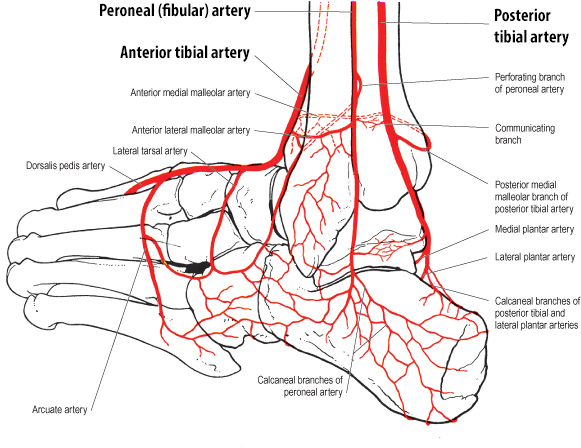 Peroneal (fibular) artery
Posterior
tibial artery
Anterior tibial artery
Perforating branch
of peroneal artery
Anterior medial malleolar artery
Anterior lateral malleolar artery
Communicating
branch
Lateral tarsal artery
Dorsalis pedis artery
Posterior medial
malleolar branch of
posterior tibial artery
Medial plantar artery
Lateral plantar artery
Calcaneal branches of
posterior tibial and
lateral plantar arteries
Calcaneal branches of
peroneal artery
Arcuate artery